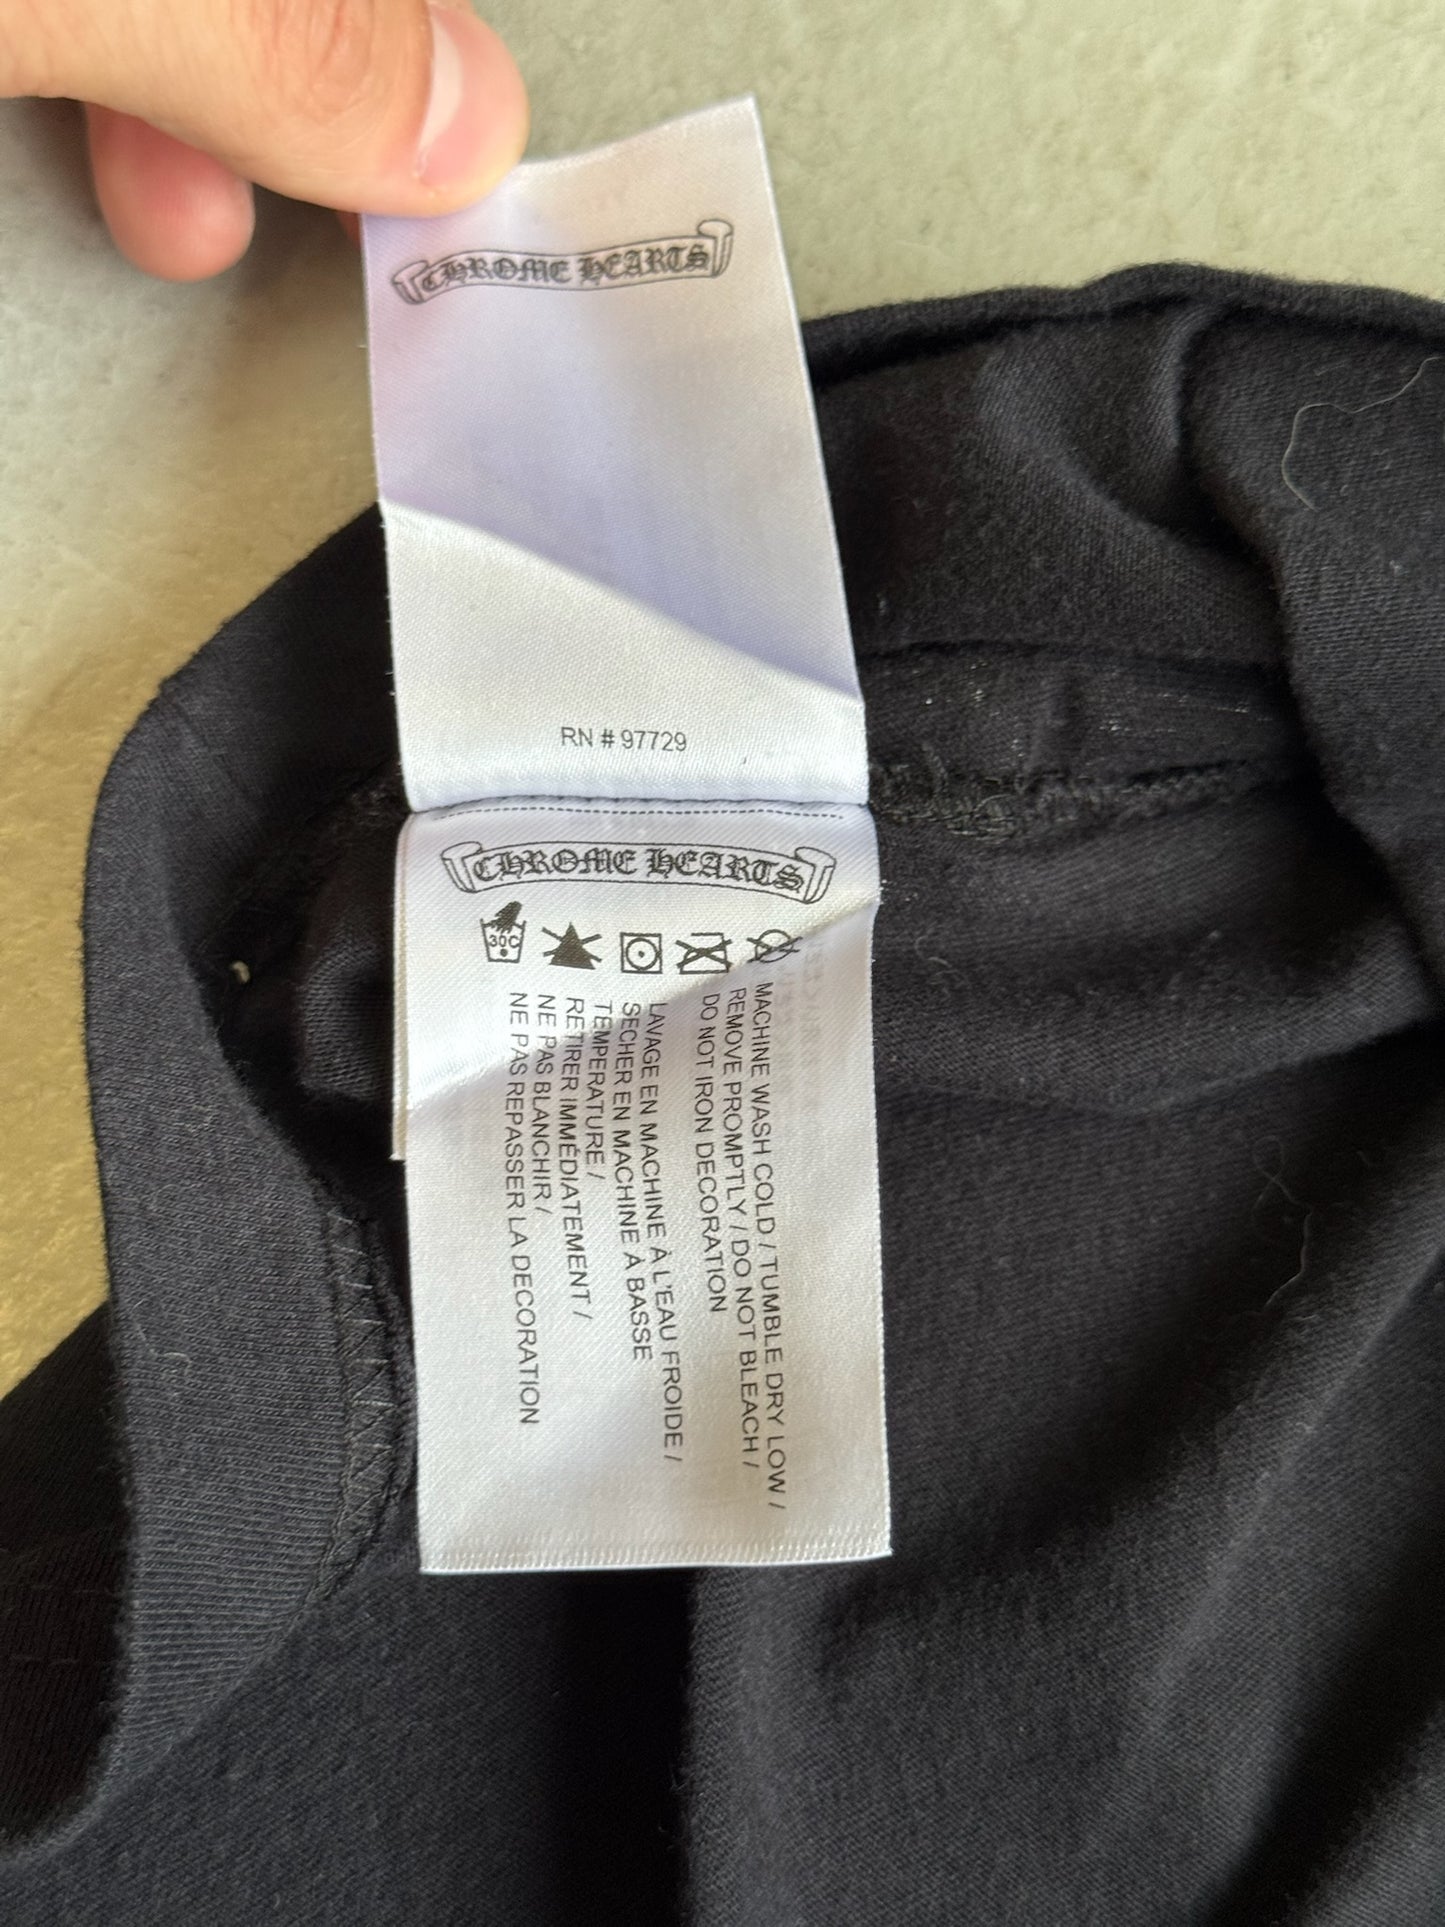 CHROME HEARTS
RN # 97729
CHROME HEARTS
30C
MACHINE WASH COLD / TUMBLE DRY LOW /
REMOVE PROMPTLY / DO NOT BLEACH /
DO NOT IRON DECORATION
LAVAGE EN MACHINE À L'EAU FROIDE /
SECHER EN MACHINE À BASSE
TEMPERATURE /
RETIRER IMMÉDIATEMENT /
NE PAS BLANCHIR /
NE PAS REPASSER LA DECORATION